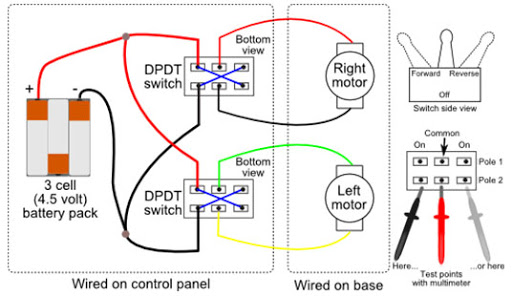 +
-
3 cell
(4.5 volt)
battery pack
DPDT
switch
Bottom
view
DPDT
switch
Bottom
view
Wired on control panel
Right
motor
Left
motor
Wired on base
Forward
Reverse
Off
Switch side view
Common
On
On
Pole 1
Pole 2
Here...
...or here
Test points
with multimeter